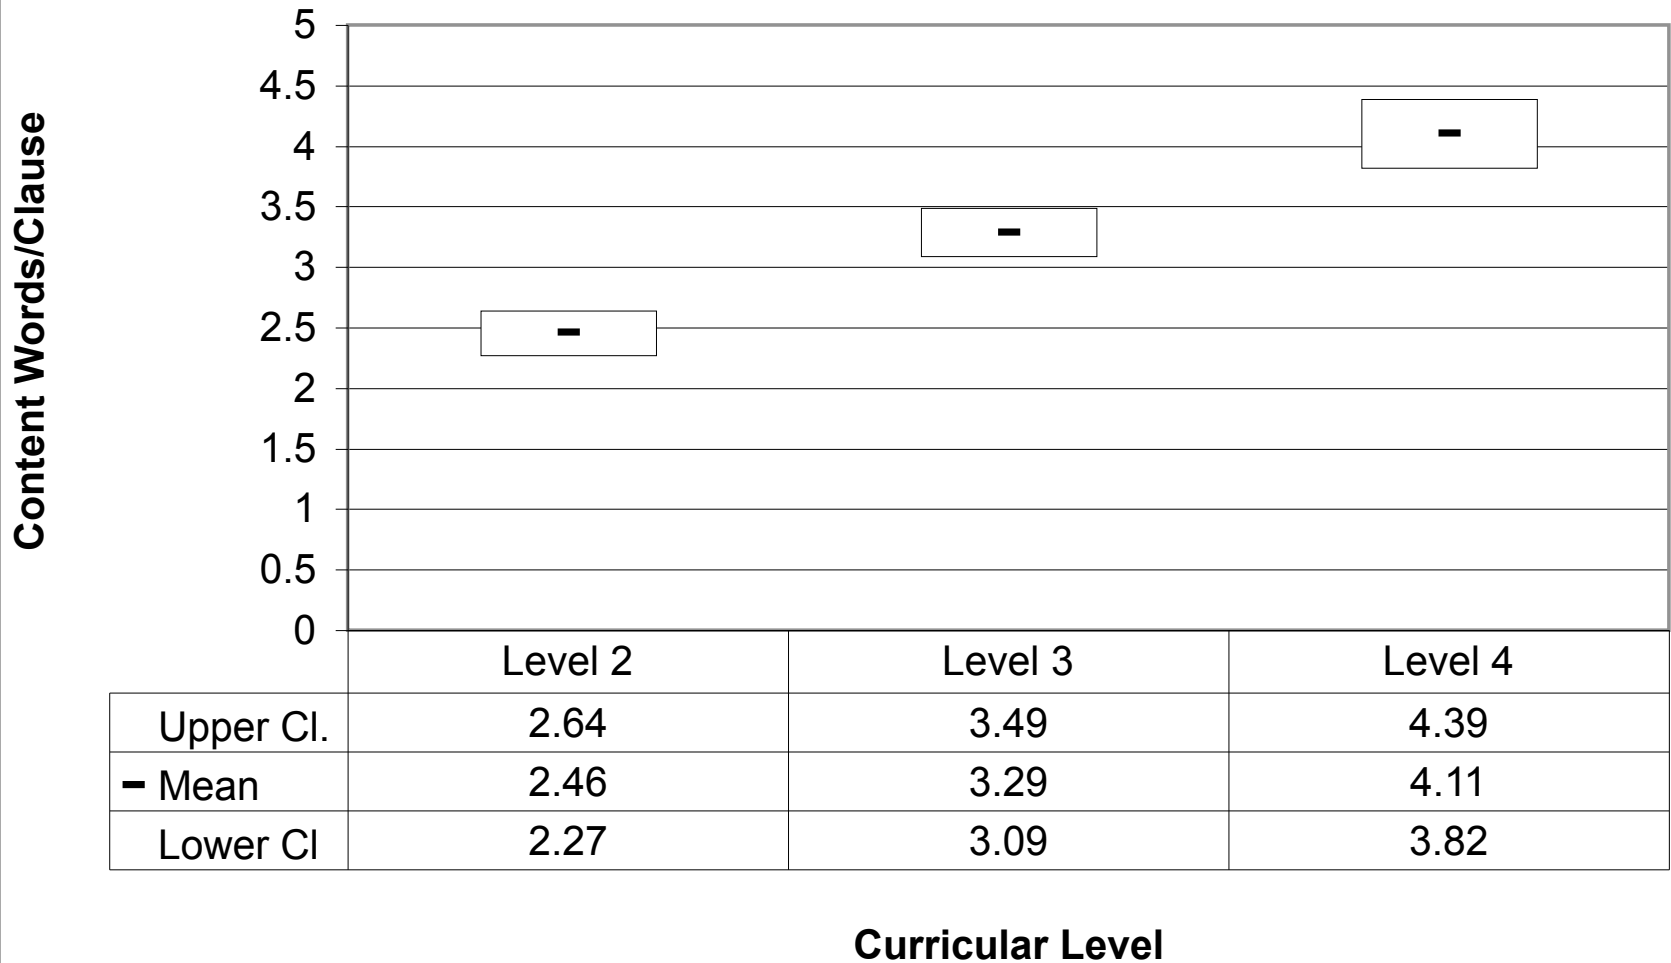 Content Words/Clause
5
4.5
4
3.5
3
2.5
2
1.5
1
0.5
0
Level 2 Level 3 Level 4
Upper Cl. 2.64 3.49 4.39
Mean 2.46 3.29 4.11
Lower Cl 2.27 3.09 3.82
Curricular Level